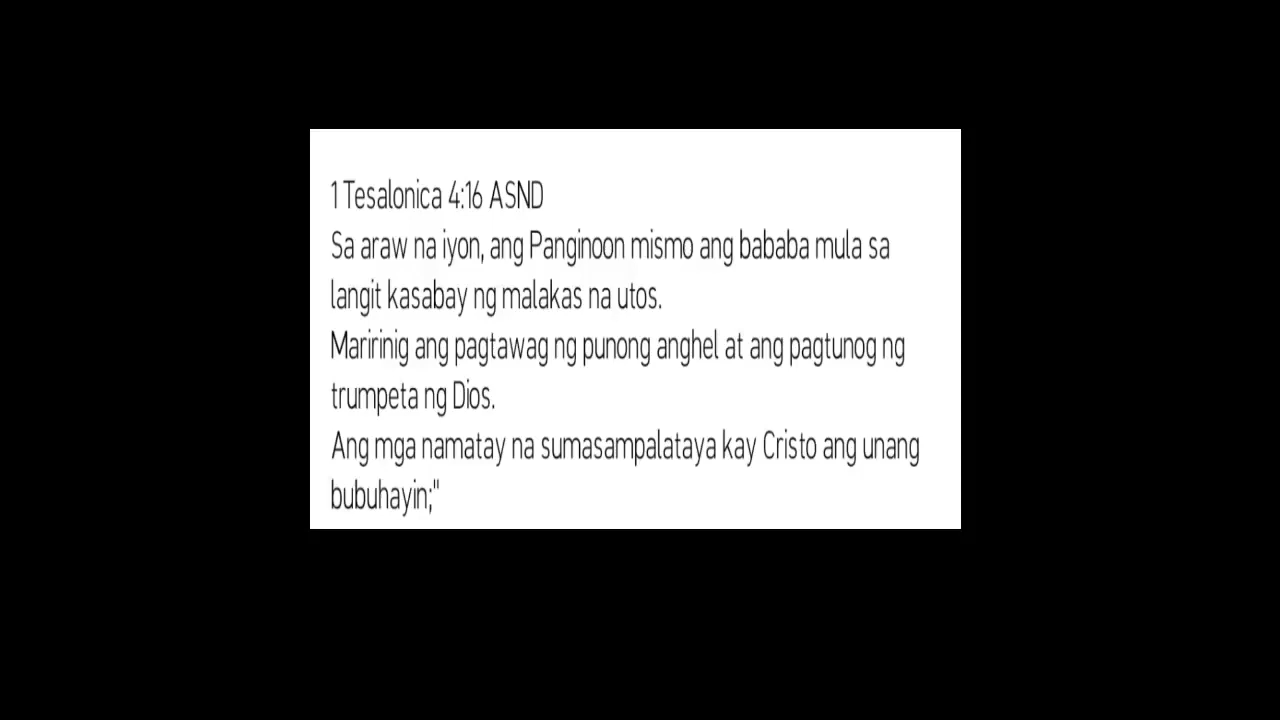 1 Tesalonica 4:16 ASND
Sa araw na iyon, ang Panginoon mismo ang bababa mula sa
langit kasabay ng malakas na utos.
Maririnig ang pagtawag ng punong anghel at ang pagtunog ng
trumpeta ng Dios.
Ang mga namatay na sumasampalataya kay Cristo ang unang
bubuhayin;"